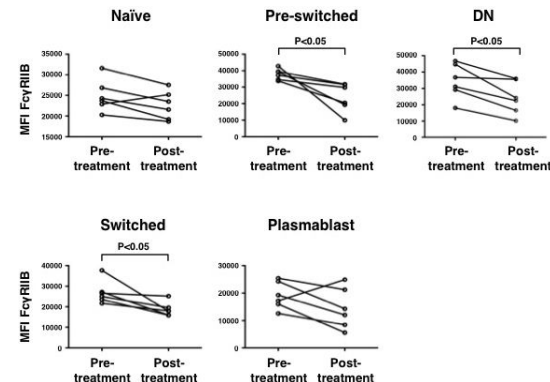 Naïve
MFI FcγRIIB
35000
30000
25000
20000
15000
Pre-treatment
Post-treatment
Pre-switched
P<0.05
50000
40000
30000
20000
10000
0
Pre-treatment
Post-treatment
DN
P<0.05
50000
40000
30000
20000
10000
0
Pre-treatment
Post-treatment
Switched
P<0.05
MFI FcγRIIB
40000
30000
20000
10000
0
Pre-treatment
Post-treatment
Plasmablast
30000
20000
10000
0
Pre-treatment
Post-treatment